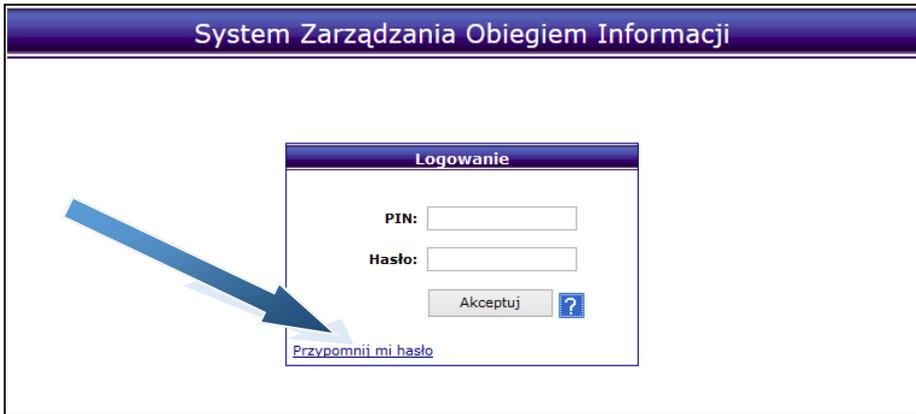 System Zarządzania Obiegiem Informacji
Logowanie
PIN:
Hasło:
Akceptuj ?
Przypomnij mi hasło